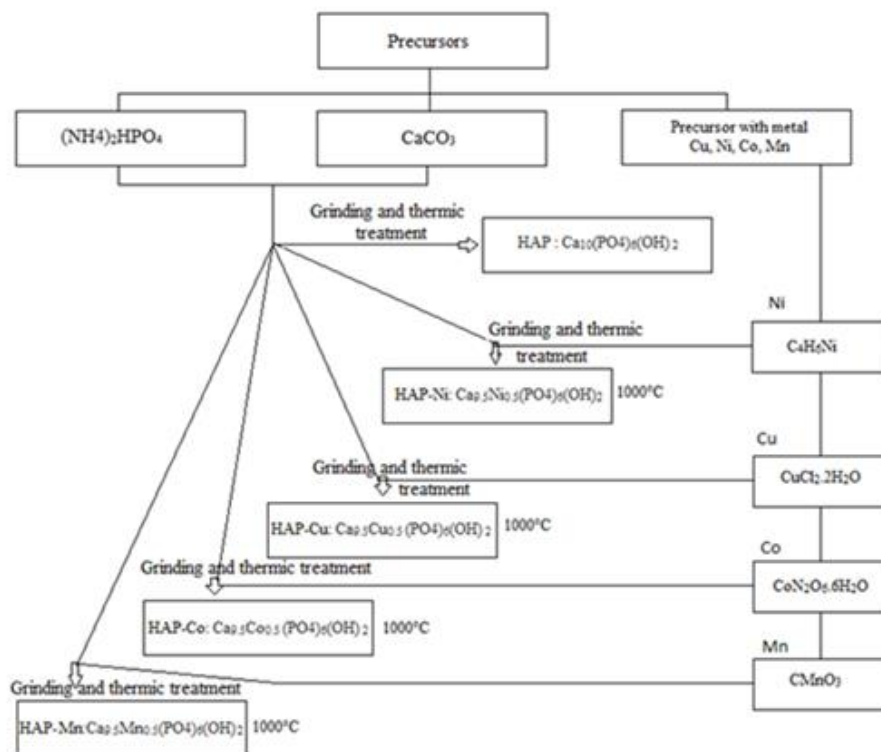 Precursors
(NH4)₂HPO₄
CaCO₃
Precursor with metal
Cu, Ni, Co, Mn
Grinding and thermic
treatment
HAP : Ca₁₀(PO4)₆(OH)₂
Ni
Grinding and thermic
treatment
C₄H₆Ni
HAP-Ni: Ca₉.₅Ni₀.₅(PO4)₆(OH)₂ 1000°C
Cu
Grinding and thermic
treatment
CuCl₂.2H₂O
HAP-Cu: Ca₉.₅Cu₀.₅ (PO4)₆(OH)₂ 1000°C
Co
Grinding and thermic treatment
CoN₂O₆.6H₂O
HAP-Co: Ca₉.₅Co₀.₅ (PO4)₆(OH)₂ 1000°C
Mn
Grinding and thermic treatment
CMnO₃
HAP-Mn:Ca₉.₅Mn₀.₅(PO4)₆(OH)₂ 1000°C